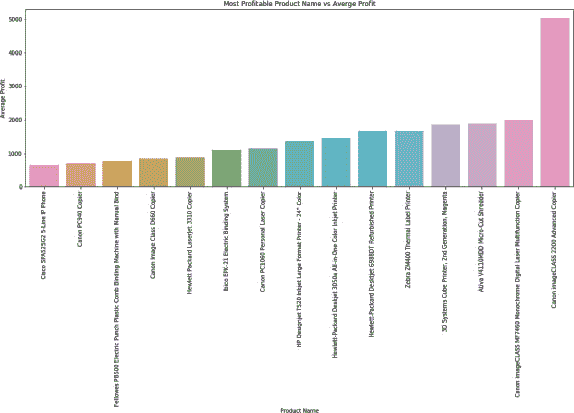 Most Profitable Product Name vs Averge Profit
Average Profit
5000
4000
3000
2000
1000
0
Cisco SPA525G2 5-Line IP Phone
Canon PC940 Copier
Fellowes PB500 Electric Punch Plastic Comb Binding Machine with Manual Bind
Canon Image Class D660 Copier
Hewlett Packard LaserJet 3310 Copier
Ibico EPK-21 Electric Binding System
Canon PC1060 Personal Laser Copier
HP Designjet T520 Inkjet Large Format Printer - 24" Color
Hewlett-Packard Deskjet 3050a All-in-One Color Inkjet Printer
Hewlett-Packard Deskjet 6988DT Refurbished Printer
Zebra ZM400 Thermal Label Printer
3D Systems Cube Printer, 2nd Generation, Magenta
Ativa V4110MDD Micro-Cut Shredder
Canon imageCLASS MF7460 Monochrome Digital Laser Multifunction Copier
Canon imageCLASS 2200 Advanced Copier
Product Name